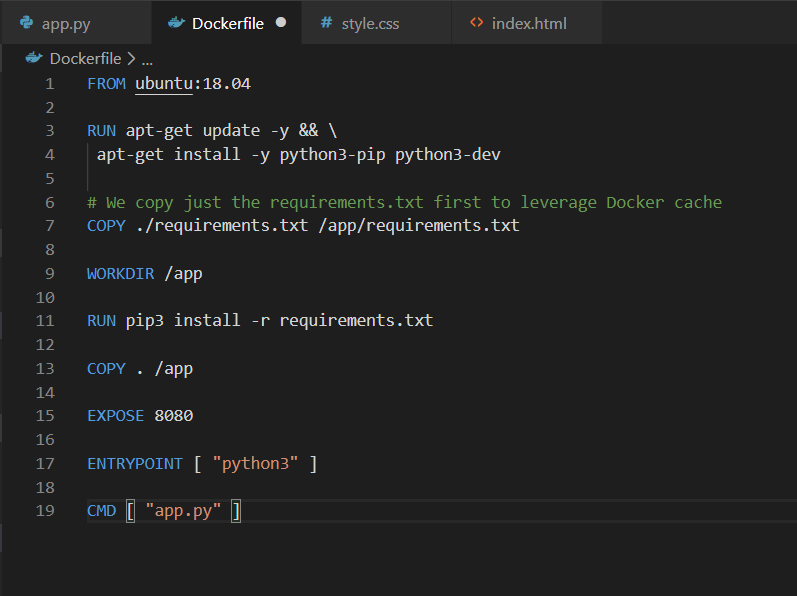 app.py Dockerfile # style.css <> index.html
Dockerfile > ...
1 FROM ubuntu:18.04
2
3 RUN apt-get update -y && \
4 apt-get install -y python3-pip python3-dev
5
6 # We copy just the requirements.txt first to leverage Docker cache
7 COPY ./requirements.txt /app/requirements.txt
8
9 WORKDIR /app
10
11 RUN pip3 install -r requirements.txt
12
13 COPY . /app
14
15 EXPOSE 8080
16
17 ENTRYPOINT [ "python3" ]
18
19 CMD [ "app.py" ]